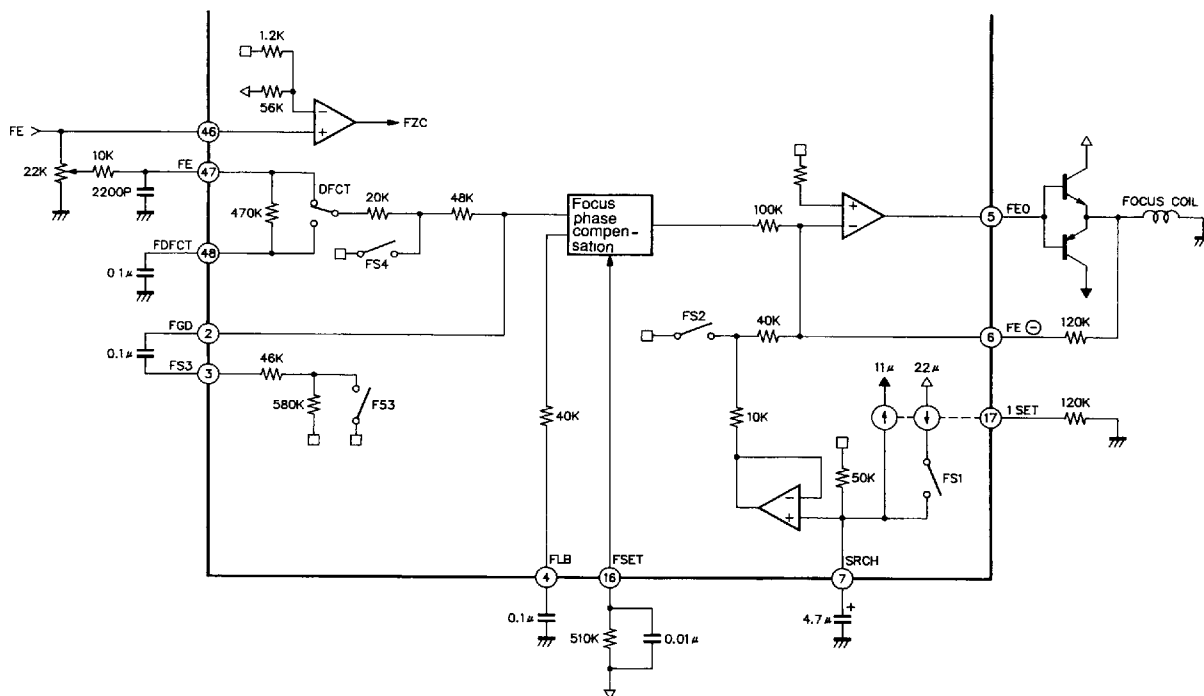 1.2K
56K
FZC
FE
46
22K
10K
FE
47
2200P
470K
DFCT
20K
48K
FS4
FDFCT
48
0.1μ
FGD
2
0.1μ
FS3
3
46K
580K
FS3
Focus
phase
compen-
sation
100K
5
FEO
FOCUS COIL
FS2
40K
6
FE ⊖
120K
11μ
22μ
17
1 SET
120K
40K
10K
50K
FS1
FLB
4
FSET
16
SRCH
7
0.1μ
510K
0.01μ
4.7μ